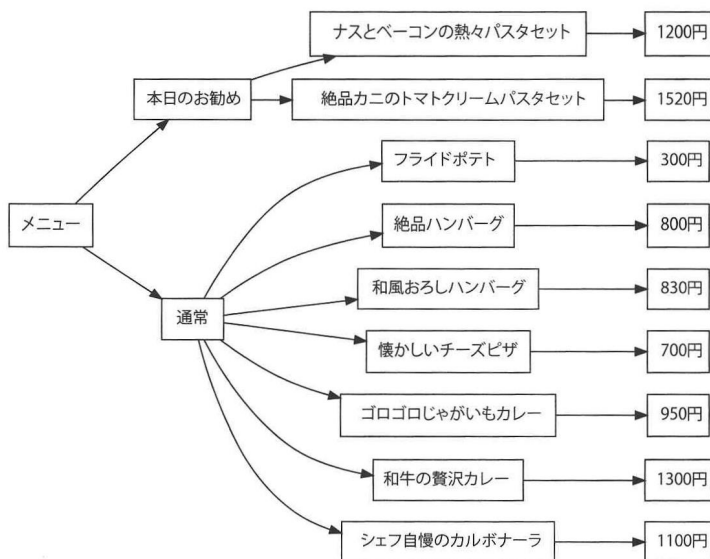 ナスとベーコンの熱々パスタセット 1200円
本日のお勧め
絶品カニのトマトクリームパスタセット 1520円
フライドポテト 300円
メニュー
絶品ハンバーグ 800円
和風おろしハンバーグ 830円
通常
懐かしいチーズピザ 700円
ゴロゴロじゃがいもカレー 950円
和牛の贅沢カレー 1300円
シェフ自慢のカルボナーラ 1100円